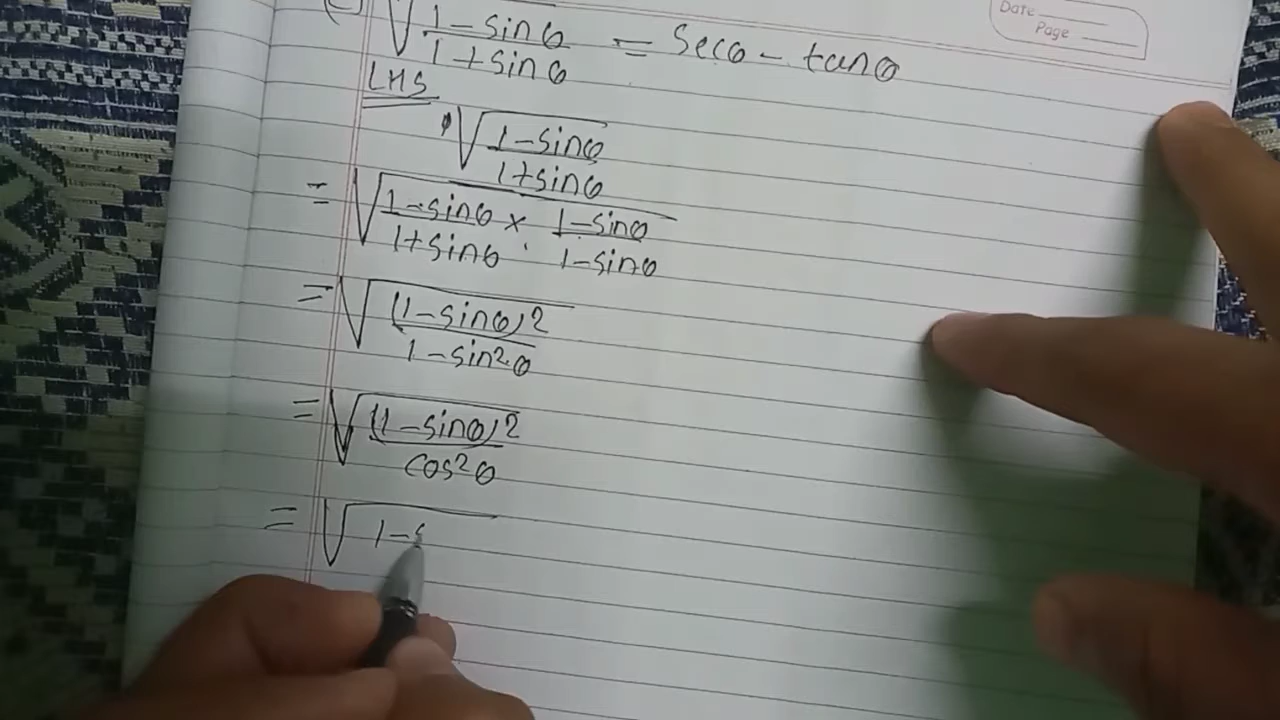 Date
Page
√(1-sinθ / 1+sinθ) = Secθ - tanθ
LHS
√(1-sinθ / 1+sinθ)
= √(1-sinθ / 1+sinθ × 1-sinθ / 1-sinθ)
= √((1-sinθ)² / 1-sin²θ)
= √((1-sinθ)² / cos²θ)
= √(1-s